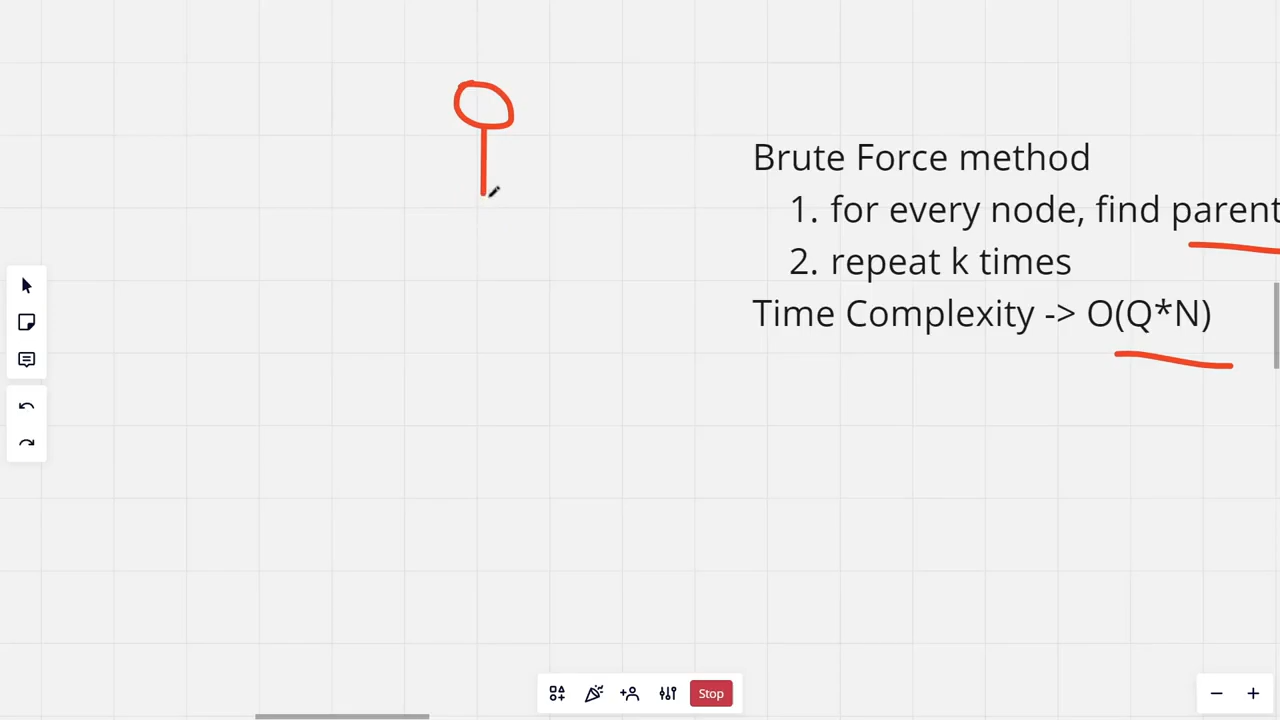 Brute Force method
1. for every node, find parent
2. repeat k times
Time Complexity -> O(Q*N)
Stop